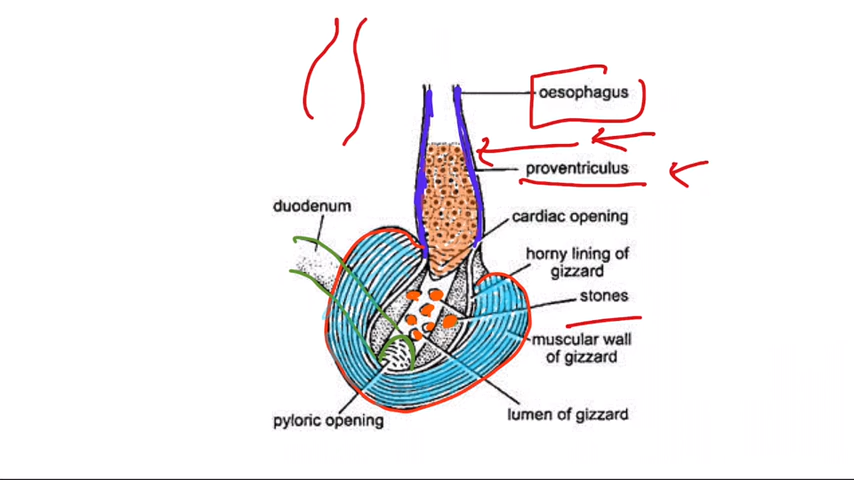 oesophagus
proventriculus
duodenum
cardiac opening
horny lining of
gizzard
stones
muscular wall
of gizzard
pyloric opening
lumen of gizzard